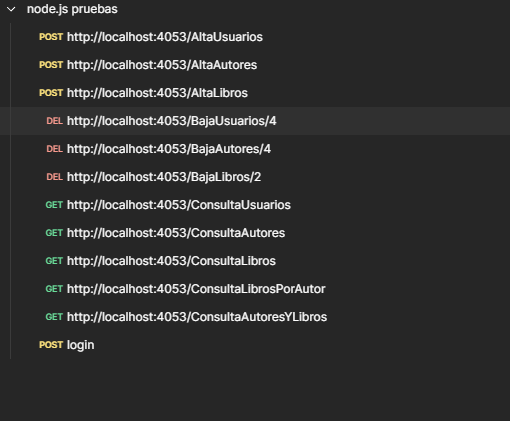 node.js pruebas
POST http://localhost:4053/AltaUsuarios
POST http://localhost:4053/AltaAutores
POST http://localhost:4053/AltaLibros
DEL http://localhost:4053/BajaUsuarios/4
DEL http://localhost:4053/BajaAutores/4
DEL http://localhost:4053/BajaLibros/2
GET http://localhost:4053/ConsultaUsuarios
GET http://localhost:4053/ConsultaAutores
GET http://localhost:4053/ConsultaLibros
GET http://localhost:4053/ConsultaLibrosPorAutor
GET http://localhost:4053/ConsultaAutoresYLibros
POST login